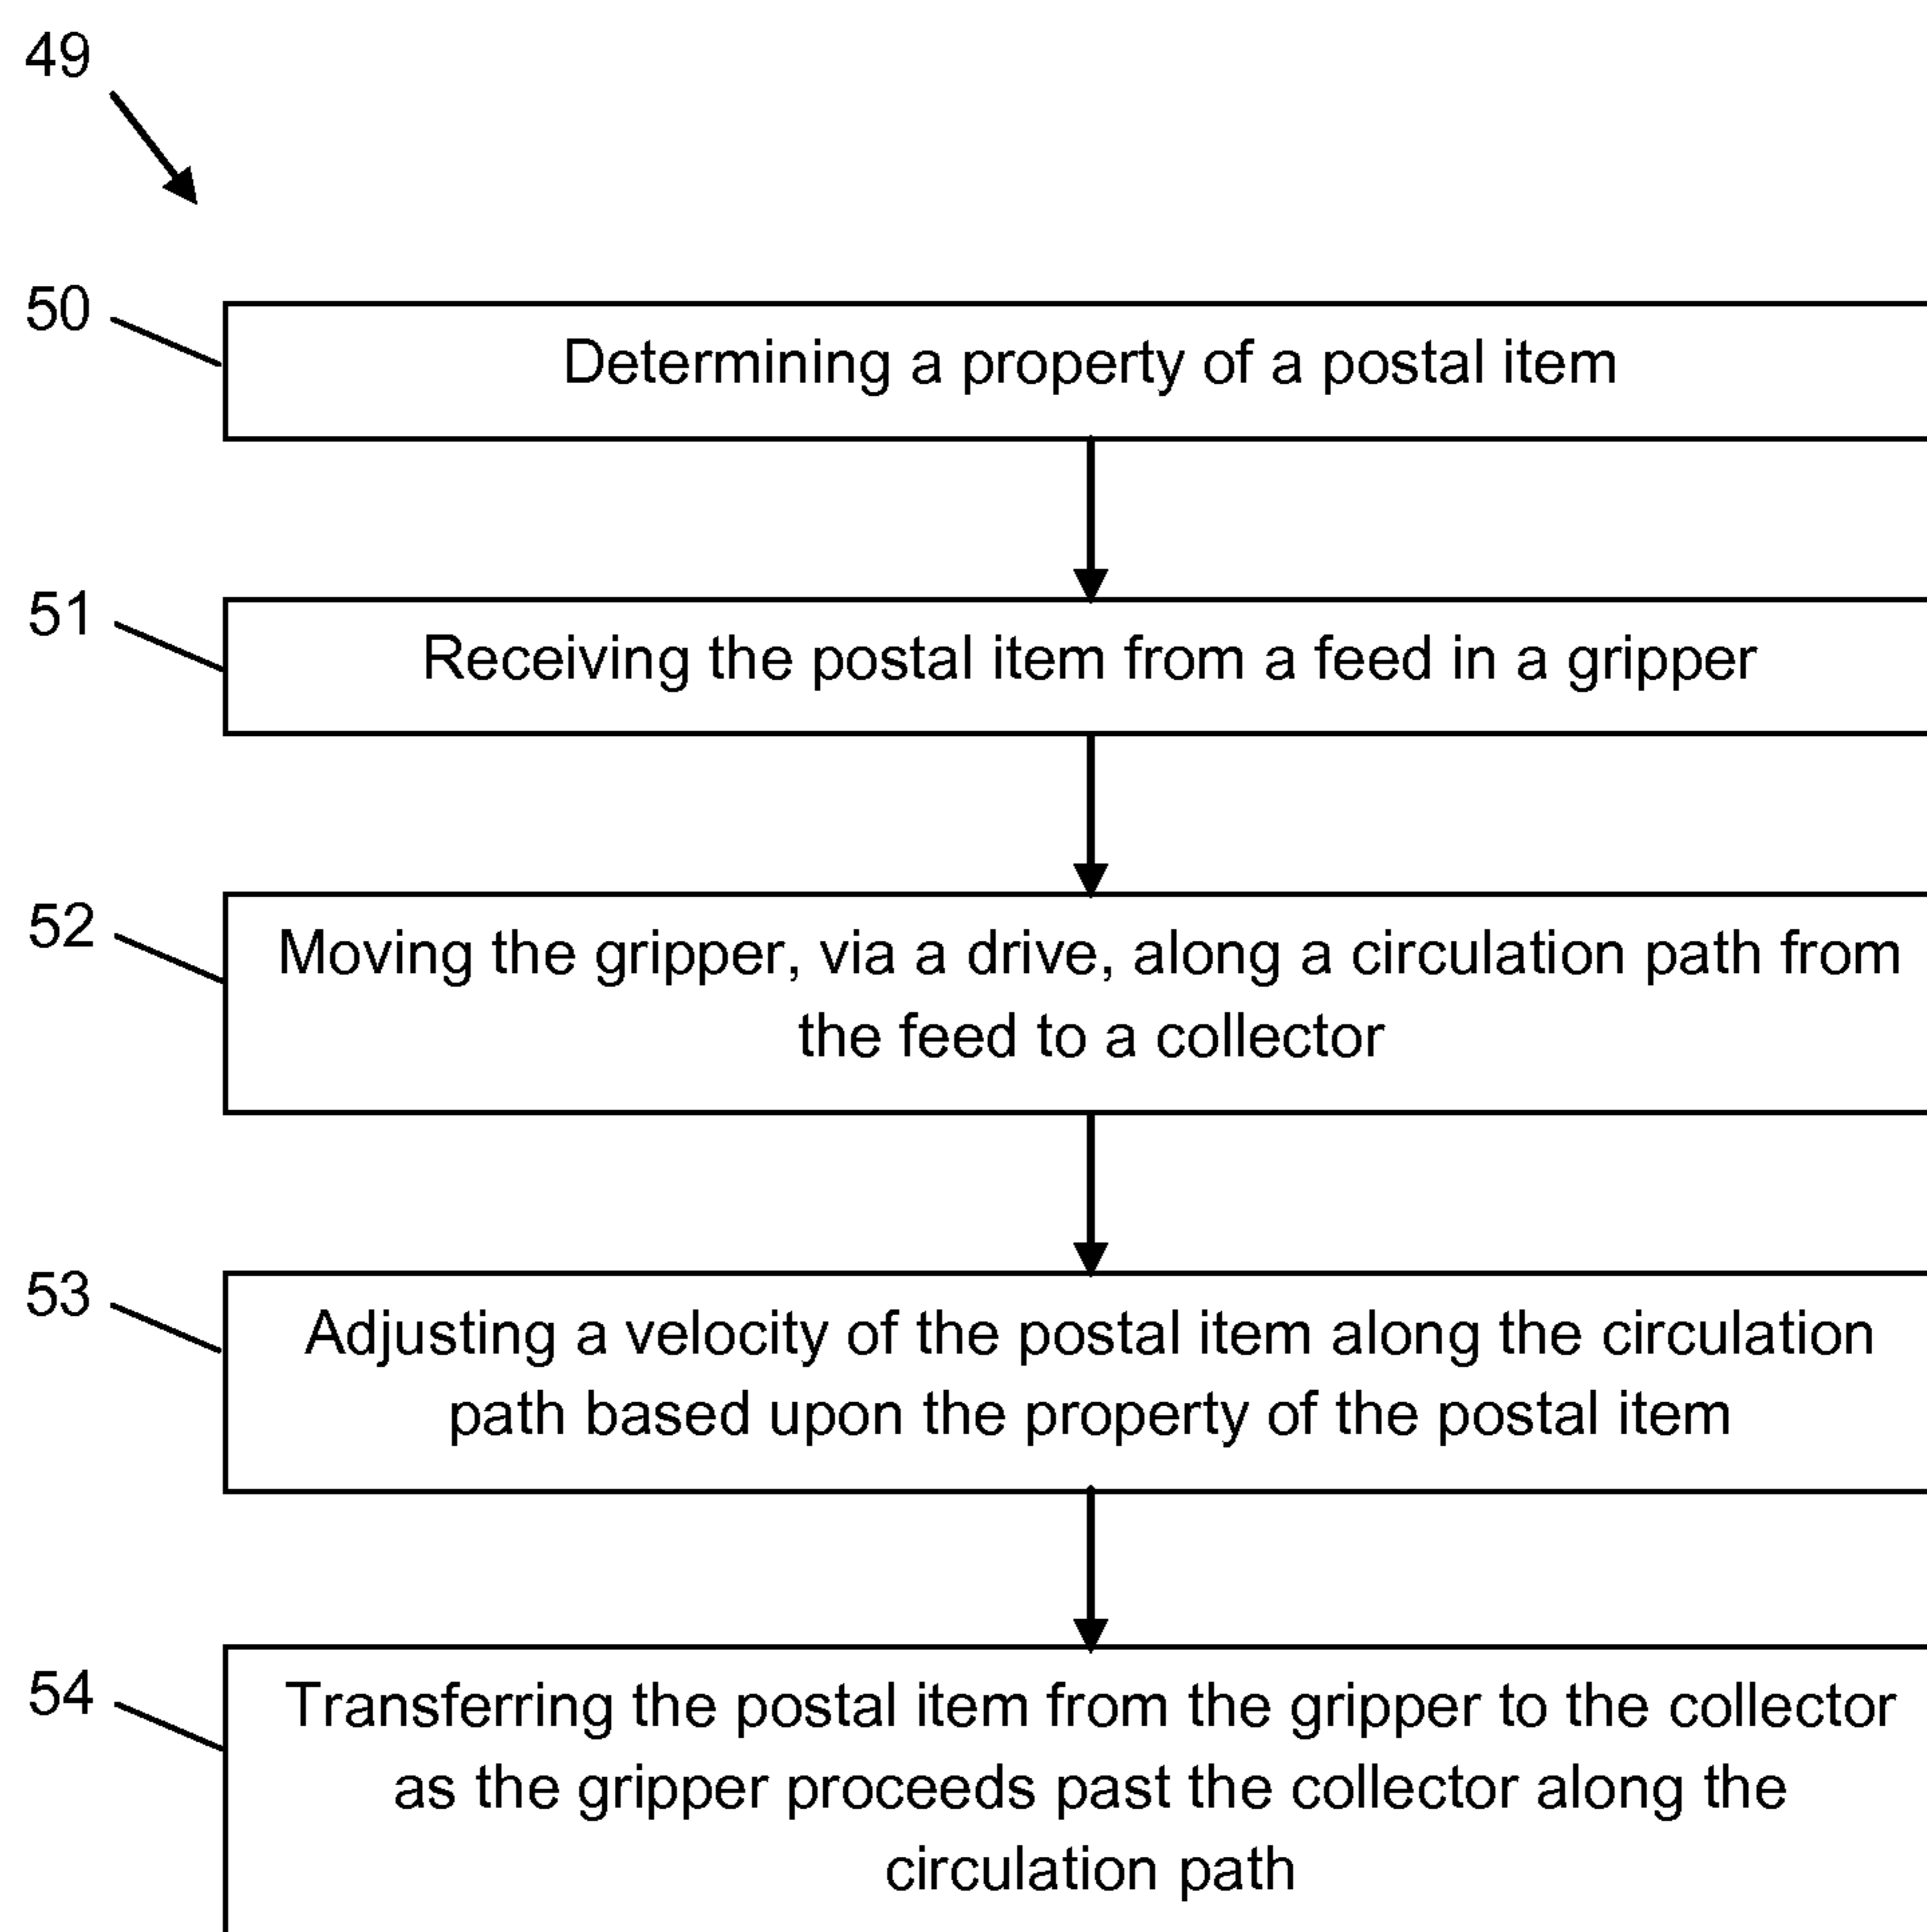 49
50
Determining a property of a postal item
51
Receiving the postal item from a feed in a gripper
52
Moving the gripper, via a drive, along a circulation path from
the feed to a collector
53
Adjusting a velocity of the postal item along the circulation
path based upon the property of the postal item
54
Transferring the postal item from the gripper to the collector
as the gripper proceeds past the collector along the
circulation path